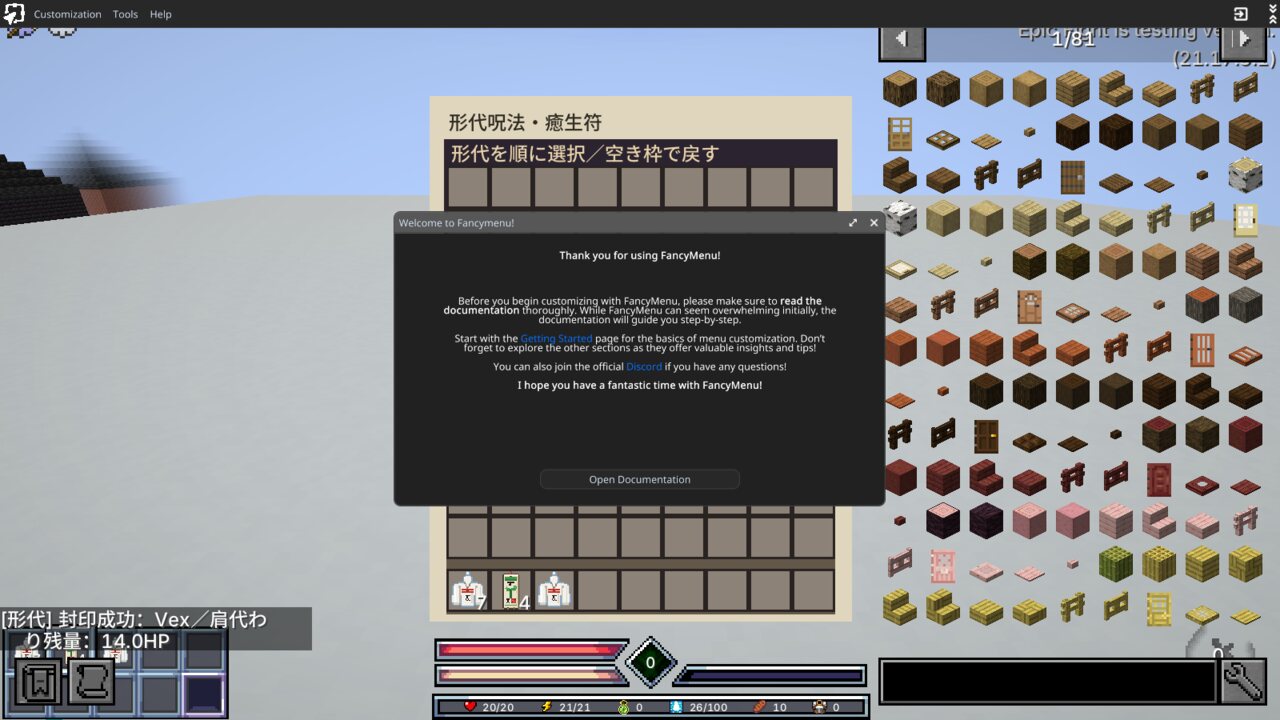 Customization Tools Help
1/81
形代呪法・癒生符
形代を順に選択／空き枠で戻す
Welcome to Fancymenu!
Thank you for using FancyMenu!
Before you begin customizing with FancyMenu, please make sure to read the
documentation thoroughly. While FancyMenu can seem overwhelming initially, the
documentation will guide you step-by-step.
Start with the Getting Started page for the basics of menu customization. Don't
forget to explore the other sections as they offer valuable insights and tips!
You can also join the official Discord if you have any questions!
I hope you have a fantastic time with FancyMenu!
Open Documentation
7 4
[形代] 封印成功: Vex／肩代わ
り残量: 14.0HP
0
20/20 21/21 0 26/100 10 0